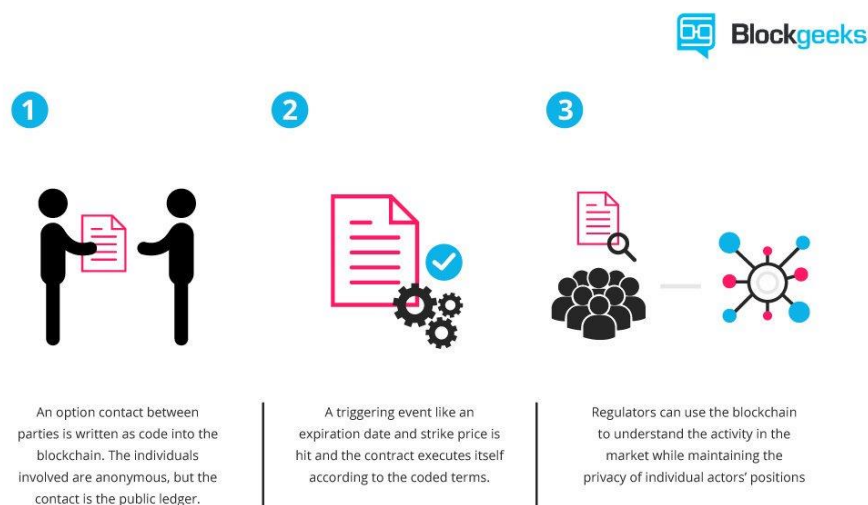 Blockgeeks
1
2
3
An option contact between
parties is written as code into the
blockchain. The individuals
involved are anonymous, but the
contact is the public ledger.
A triggering event like an
expiration date and strike price is
hit and the contract executes itself
according to the coded terms.
Regulators can use the blockchain
to understand the activity in the
market while maintaining the
privacy of individual actors' positions